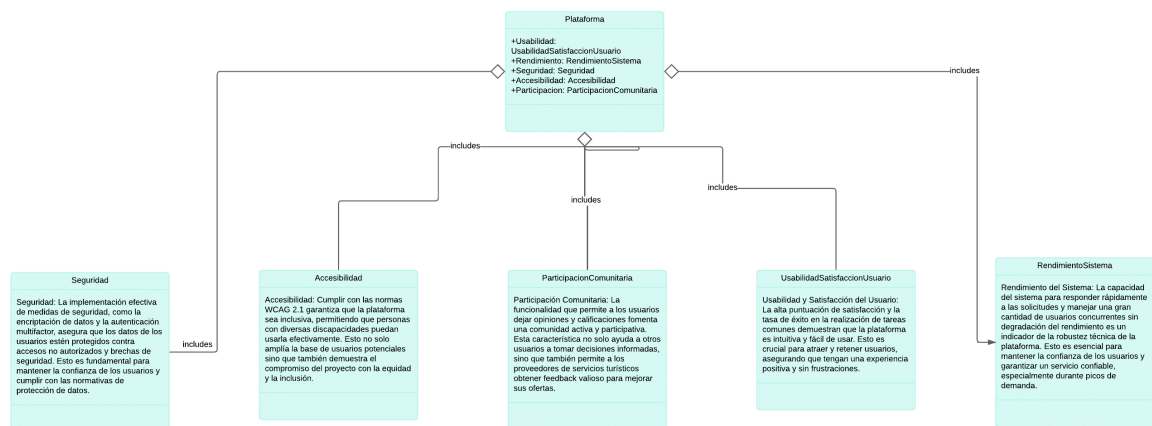 Plataforma
+Usabilidad:
UsabilidadSatisfaccionUsuario
+Rendimiento: RendimientoSistema
+Seguridad: Seguridad
+Accesibilidad: Accesibilidad
+Participacion: ParticipacionComunitaria
includes
includes
includes
includes
includes
Seguridad
Seguridad: La implementación efectiva
de medidas de seguridad, como la
encriptación de datos y la autenticación
multifactor, asegura que los datos de los
usuarios estén protegidos contra
accesos no autorizados y brechas de
seguridad. Esto es fundamental para
mantener la confianza de los usuarios y
cumplir con las normativas de
protección de datos.
Accesibilidad
Accesibilidad: Cumplir con las normas
WCAG 2.1 garantiza que la plataforma
sea inclusiva, permitiendo que personas
con diversas discapacidades puedan
usarla efectivamente. Esto no solo
amplía la base de usuarios potenciales
sino que también demuestra el
compromiso del proyecto con la equidad
y la inclusión.
ParticipacionComunitaria
Participación Comunitaria: La
funcionalidad que permite a los usuarios
dejar opiniones y calificaciones fomenta
una comunidad activa y participativa.
Esta característica no solo ayuda a otros
usuarios a tomar decisiones informadas,
sino que también permite a los
proveedores de servicios turísticos
obtener feedback valioso para mejorar
sus ofertas.
UsabilidadSatisfaccionUsuario
Usabilidad y Satisfacción del Usuario:
La alta puntuación de satisfacción y la
tasa de éxito en la realización de tareas
comunes demuestran que la plataforma
es intuitiva y fácil de usar. Esto es
crucial para atraer y retener usuarios,
asegurando que tengan una experiencia
positiva y sin frustraciones.
RendimientoSistema
Rendimiento del Sistema: La capacidad
del sistema para responder rápidamente
a las solicitudes y manejar una gran
cantidad de usuarios concurrentes sin
degradación del rendimiento es un
indicador de la robustez técnica de la
plataforma. Esto es esencial para
mantener la confianza de los usuarios y
garantizar un servicio confiable,
especialmente durante picos de
demanda.